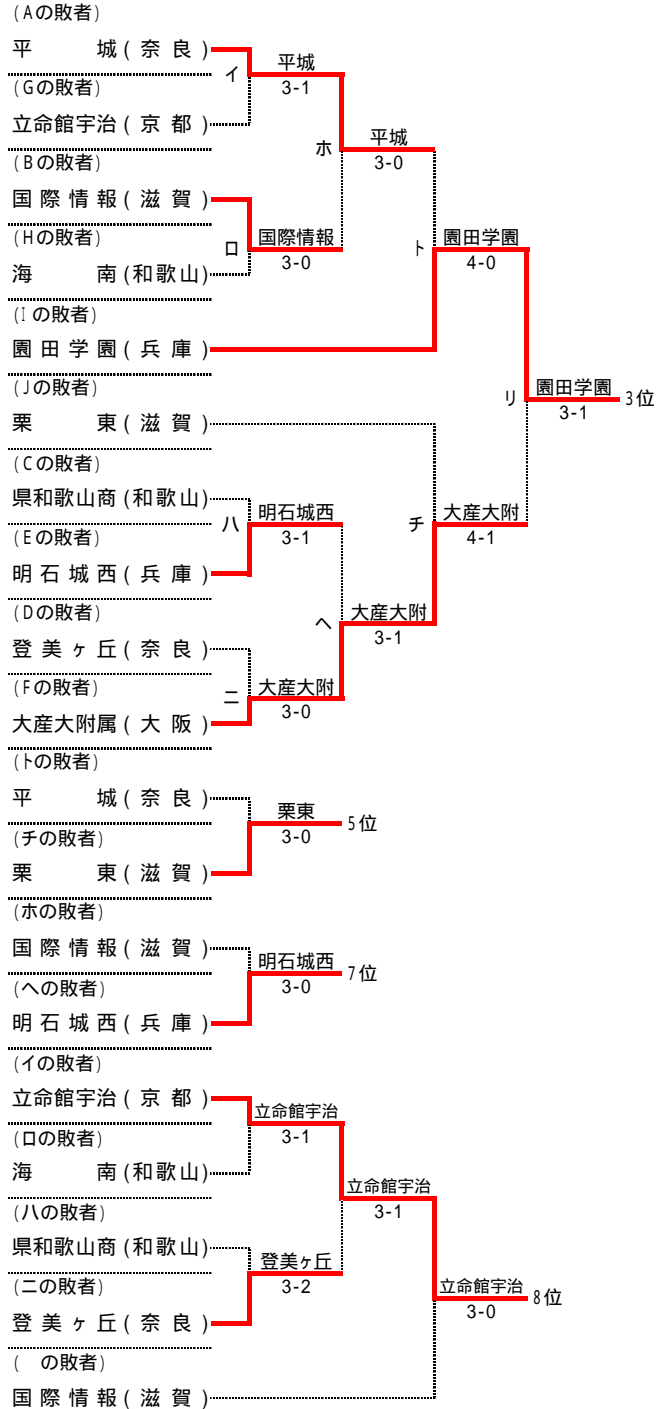 (Aの敗者)
平 城 ( 奈 良 )
イ 平城
3-1
(Gの敗者)
立命館宇治 ( 京 都 )
ホ 平城
3-0
(Bの敗者)
国 際 情 報 ( 滋 賀 )
(Hの敗者)
ロ 国際情報
3-0
ト 園田学園
4-0
海 南 (和歌山)
(Iの敗者)
園 田 学 園 ( 兵 庫 )
(Jの敗者)
リ 園田学園
3-1
3位
栗 東 ( 滋 賀 )
(Cの敗者)
県和歌山商 (和歌山)
ハ 明石城西
3-1
チ 大産大附
4-1
(Eの敗者)
明 石 城 西 ( 兵 庫 )
(Dの敗者)
ヘ 大産大附
3-1
登 美 ヶ 丘 ( 奈 良 )
(Fの敗者)
ニ 大産大附
3-0
大産大附属 ( 大 阪 )
(トの敗者)
平 城 ( 奈 良 )
栗東
3-0
5位
(チの敗者)
栗 東 ( 滋 賀 )
(ホの敗者)
国 際 情 報 ( 滋 賀 )
明石城西
3-0
7位
(ヘの敗者)
明 石 城 西 ( 兵 庫 )
(イの敗者)
立命館宇治 ( 京 都 )
立命館宇治
3-1
(ロの敗者)
海 南 (和歌山)
立命館宇治
3-1
(ハの敗者)
県和歌山商 (和歌山)
登美ヶ丘
3-2
(ニの敗者)
立命館宇治
3-0
8位
登 美 ヶ 丘 ( 奈 良 )
( の敗者)
国 際 情 報 ( 滋 賀 )